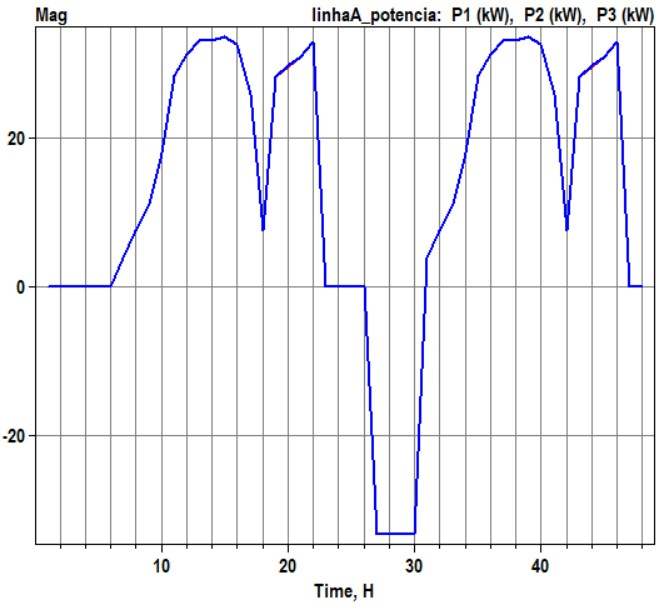 Mag linhaA_potencia: P1 (kW), P2 (kW), P3 (kW)
20
0
-20
10 20 30 40
Time, H